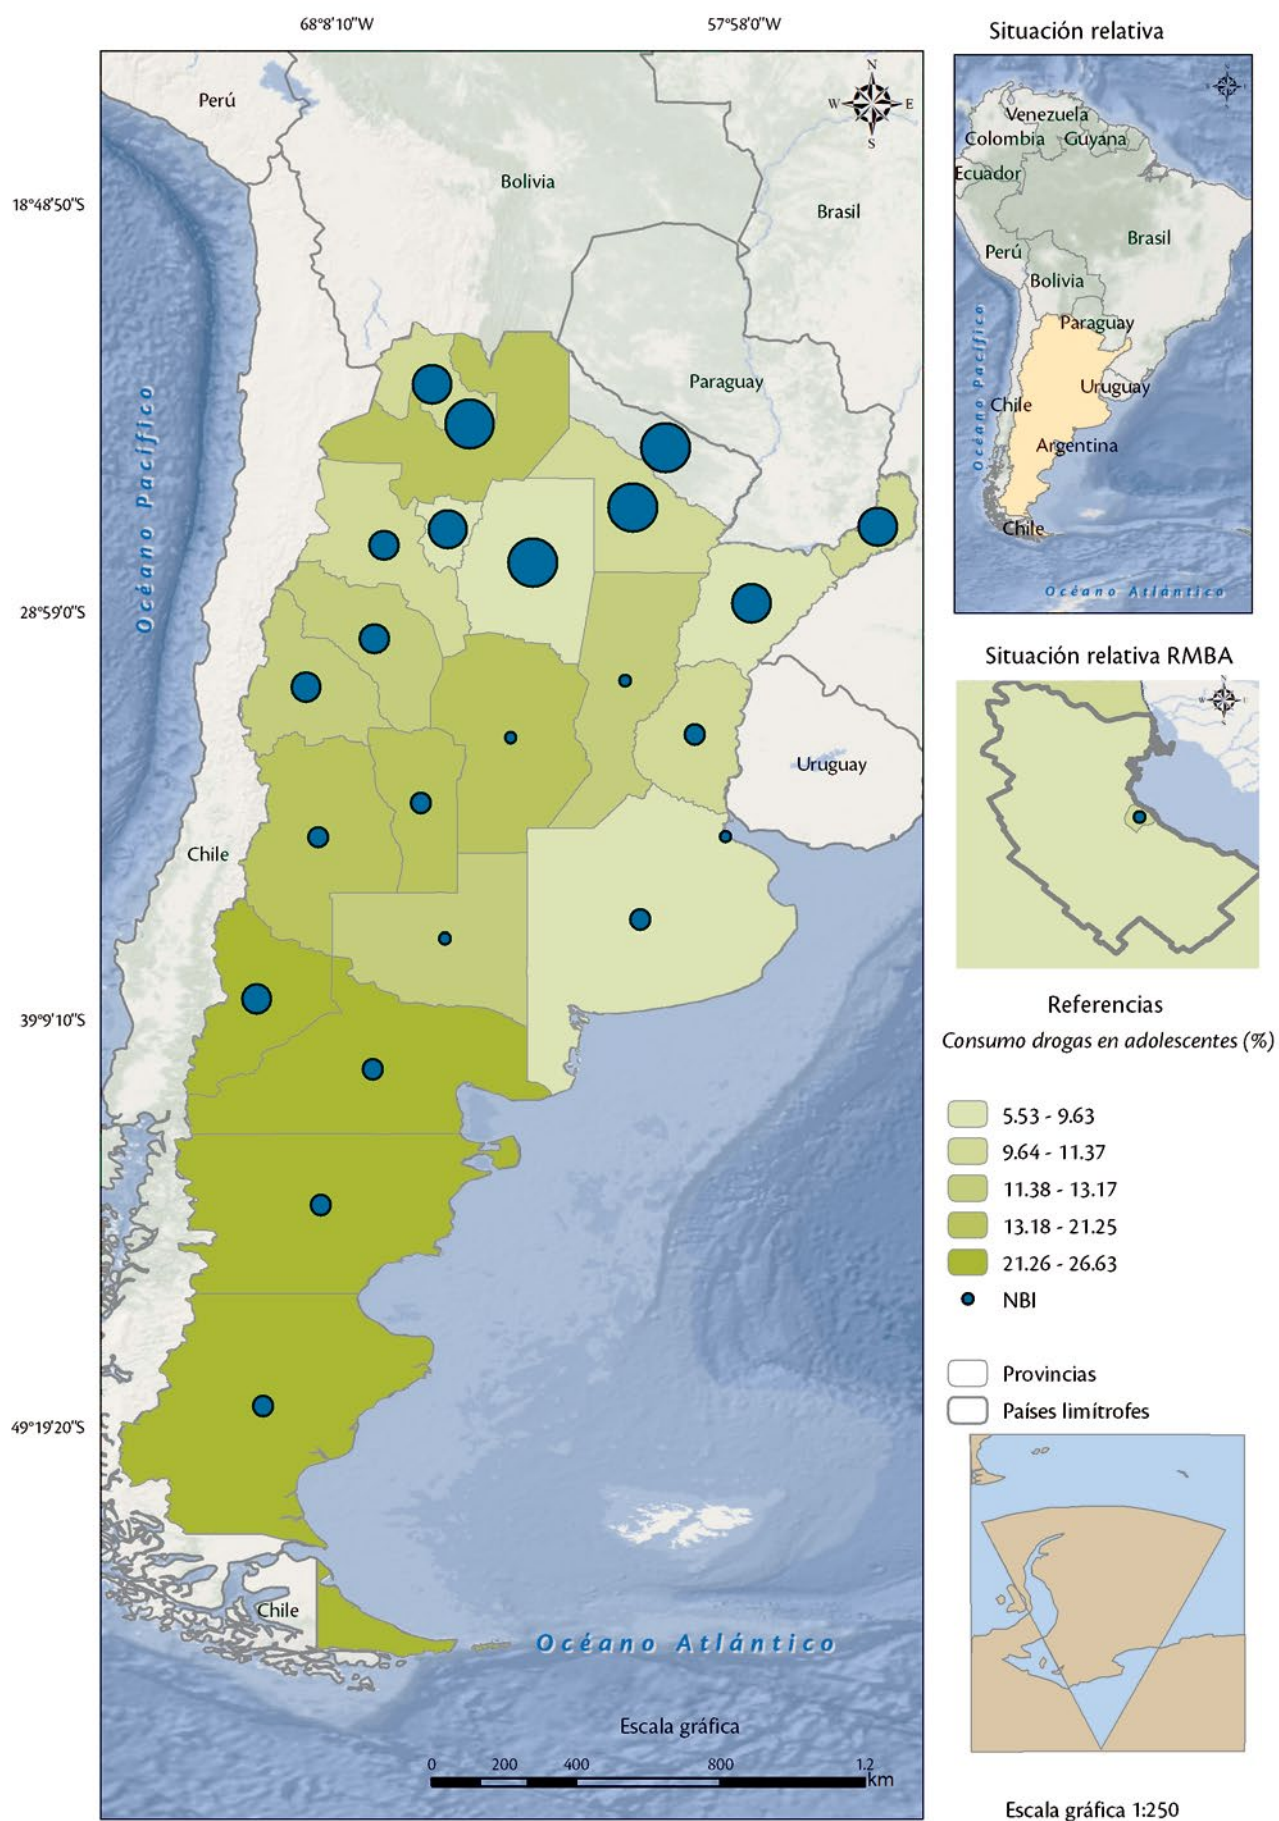 68°8'10"W
57°58'0"W
Situación relativa
N
W
E
S
Perú
Bolivia
Brasil
18°48'50"S
Paraguay
Océano Pacífico
28°59'0"S
Uruguay
Chile
39°9'10"S
49°19'20"S
Chile
Océano Atlántico
Escala gráfica
0
200
400
800
1.2
km
Venezuela
Colombia
Guyana
Ecuador
Perú
Brasil
Bolivia
Paraguay
Océano Pacífico
Uruguay
Chile
Argentina
Chile
Océano Atlántico
Situación relativa RMBA
N
W
E
S
Referencias
Consumo drogas en adolescentes (%)
5.53 - 9.63
9.64 - 11.37
11.38 - 13.17
13.18 - 21.25
21.26 - 26.63
NBI
Provincias
Países limítrofes
Escala gráfica 1:250